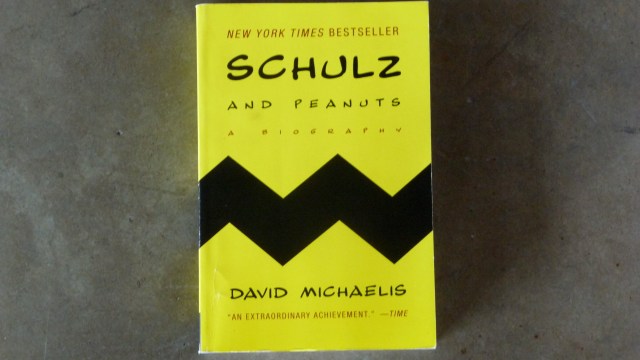 NEW YORK TIMES BESTSELLER
SCHULZ
AND PEANUTS
A BIOGRAPHY
DAVID MICHAELIS
"AN EXTRAORDINARY ACHIEVEMENT." —TIME